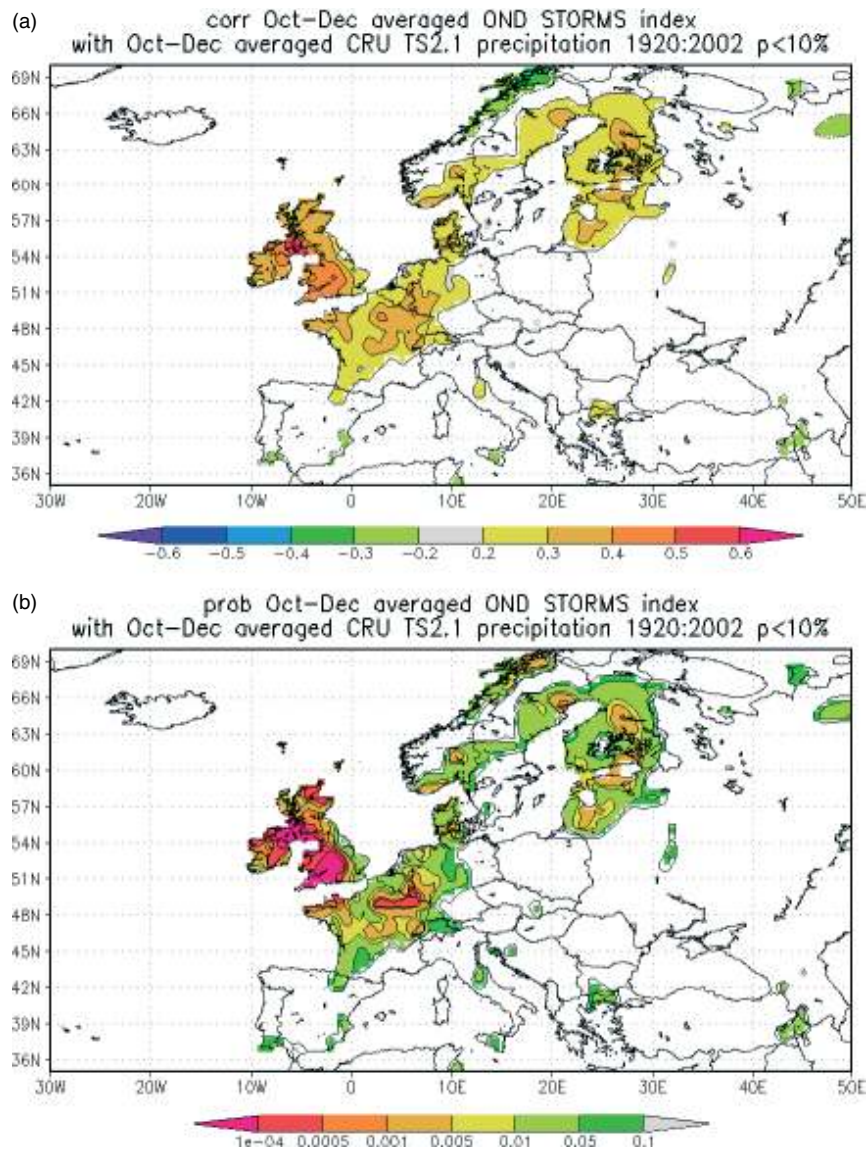 (a)
corr Oct-Dec averaged OND STORMS index
with Oct-Dec averaged CRU TS2.1 precipitation 1920:2002 p<10%
69N
66N
63N
60N
57N
54N
51N
48N
45N
42N
39N
36N
30W 20W 10W 0 10E 20E 30E 40E 50E
-0.6 -0.5 -0.4 -0.3 -0.2 0.2 0.3 0.4 0.5 0.6
(b)
prob Oct-Dec averaged OND STORMS index
with Oct-Dec averaged CRU TS2.1 precipitation 1920:2002 p<10%
69N
66N
63N
60N
57N
54N
51N
48N
45N
42N
39N
36N
30W 20W 10W 0 10E 20E 30E 40E 50E
1e-04 0.0005 0.001 0.005 0.01 0.05 0.1